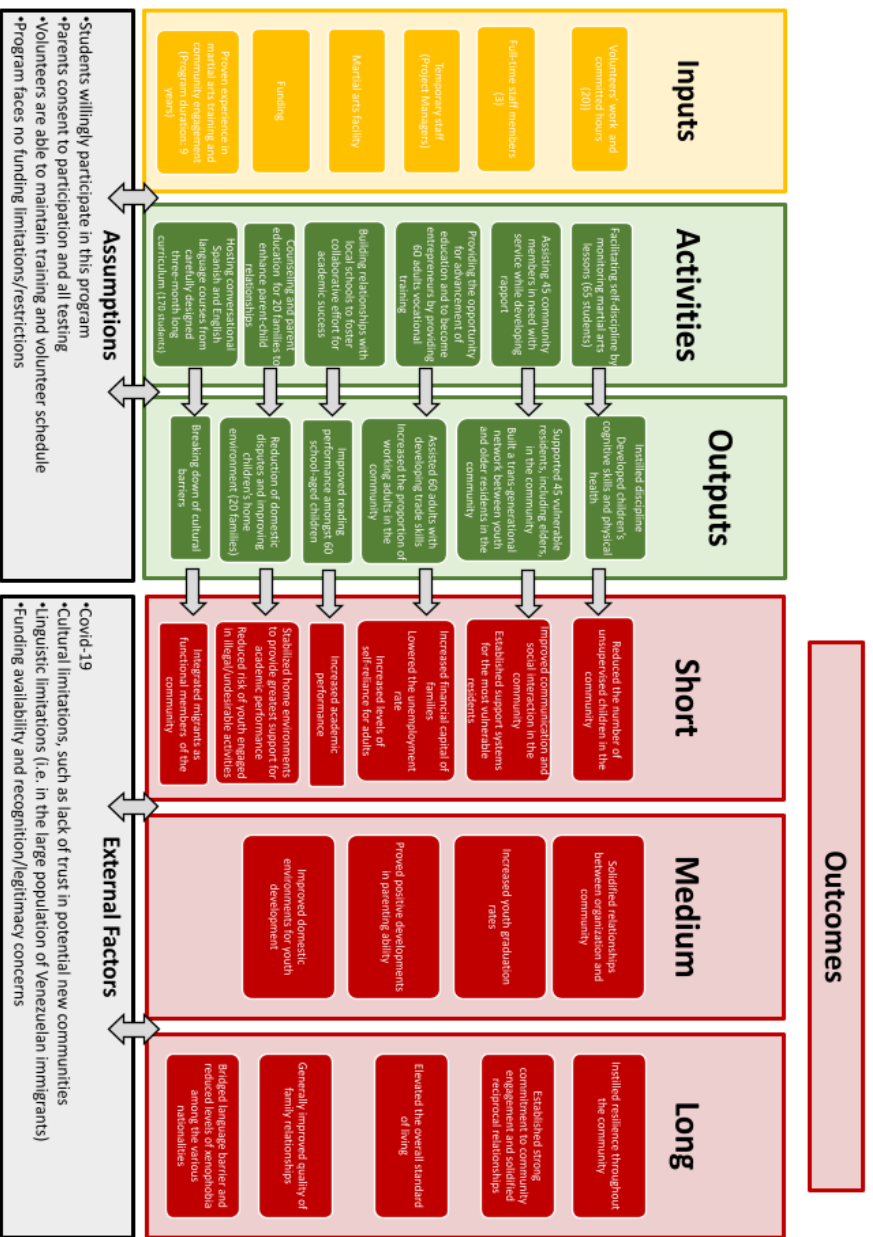 Outcomes
Inputs
Volunteers' work and
committed hours
(20))
Full-time staff members
(3)
Temporary staff
(Project Managers)
Martial arts facility
Funding
Proven experience in
martial arts training and
community engagement
(Program duration: 9
years)
Activities
Facilitating self-discipline by
monitoring martial arts
lessons (65 students)
Assisting 45 community
members in need with
service while developing
rapport
Providing the opportunity
for advancement of
education and to become
entrepreneurs by providing
60 adults vocational
training
Building relationships with
local schools to foster
collaborative effort for
academic success
Counseling and parent
education for 20 families to
enhance parent-child
relationships
Hosting conversational
Spanish and English
language courses from
carefully designed
three-month long
curriculum (170 students)
Outputs
Instilled discipline
Developed children's
cognitive skills and physical
health
Supported 45 vulnerable
residents, including elders,
in the community
Built a trans-generational
network between youth
and older residents in the
community
Assisted 60 adults with
developing trade skills
Increased the proportion of
working adults in the
community
Improved reading
performance amongst 60
school-aged children
Reduction of domestic
disputes and improving
children's home
environment (20 families)
Breaking down of cultural
barriers
Short
Reduced the number of
unsupervised children in the
community
Improved communication and
social interaction in the
community
Established support systems
for the most vulnerable
residents
Increased financial capital of
families
Lowered the unemployment
rate
Increased levels of
self-reliance for adults
Increased academic
performance
Stabilized home environments
to provide greatest support for
academic performance
Reduced risk of youth engaged
in illegal/undesirable activities
Integrated migrants as
functional members of the
community
Medium
Solidified relationships
between organization and
community
Increased youth graduation
rates
Proved positive developments
in parenting ability
Improved domestic
environments for youth
development
Long
Instilled resilience throughout
the community
Established strong
commitment to community
engagement and solidified
reciprocal relationships
Elevated the overall standard
of living
Generally improved quality of
family relationships
Bridged language barrier and
reduced levels of xenophobia
among the various
nationalities
Assumptions
•Students willingly participate in this program
•Parents consent to participation and all testing
•Volunteers are able to maintain training and volunteer schedule
•Program faces no funding limitations/restrictions
External Factors
•Covid-19
•Cultural limitations, such as lack of trust in potential new communities
•Linguistic limitations (i.e. in the large population of Venezuelan immigrants)
•Funding availability and recognition/legitimacy concerns